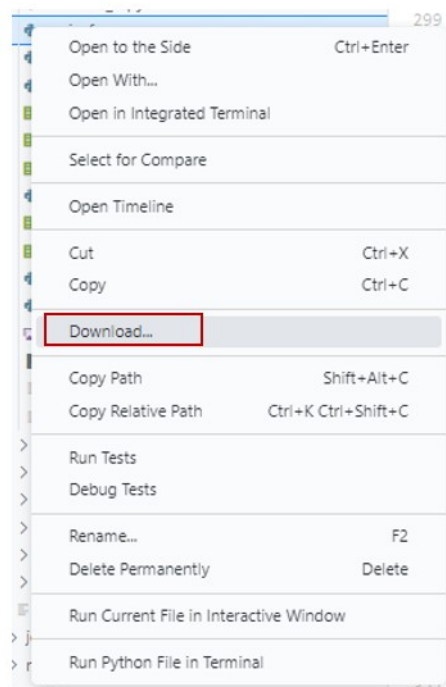 299
Open to the Side Ctrl+Enter
Open With...
Open in Integrated Terminal
Select for Compare
Open Timeline
Cut Ctrl+X
Copy Ctrl+C
Download...
Copy Path Shift+Alt+C
Copy Relative Path Ctrl+K Ctrl+Shift+C
Run Tests
Debug Tests
Rename... F2
Delete Permanently Delete
Run Current File in Interactive Window
Run Python File in Terminal